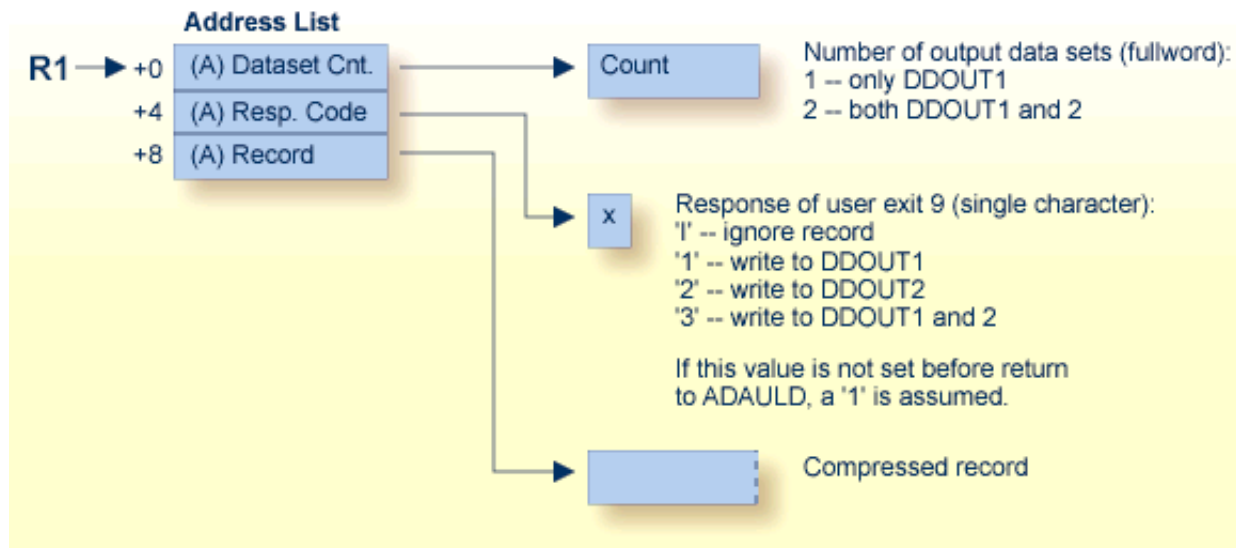 Address List
R1
+0 (A) Dataset Cnt.
+4 (A) Resp. Code
+8 (A) Record
Count
Number of output data sets (fullword):
1 -- only DDOUT1
2 -- both DDOUT1 and 2
x
Response of user exit 9 (single character):
'I' -- ignore record
'1' -- write to DDOUT1
'2' -- write to DDOUT2
'3' -- write to DDOUT1 and 2
If this value is not set before return
to ADAULD, a '1' is assumed.
Compressed record